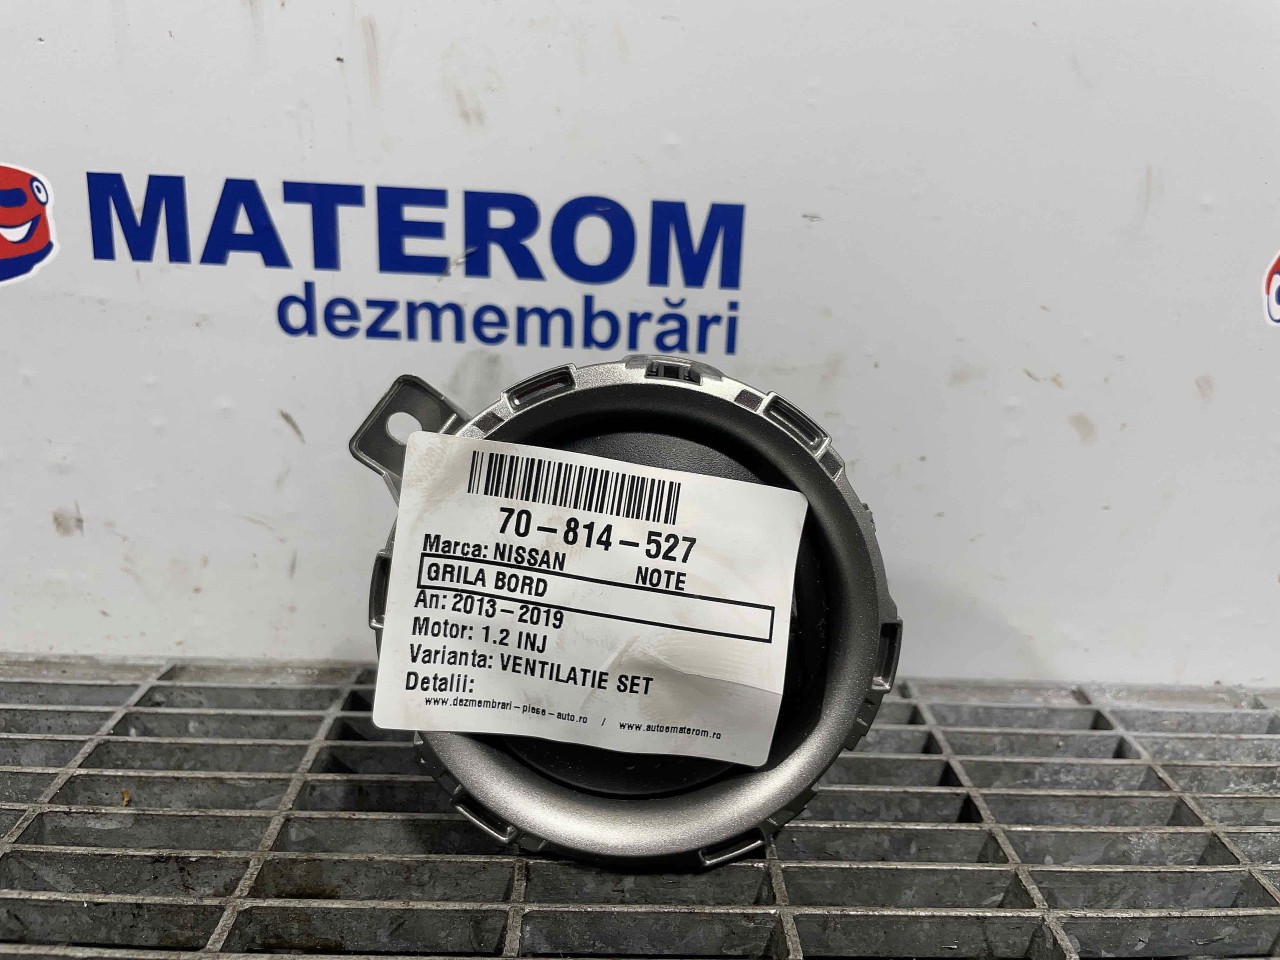 MATEROM
dezmembrări
70-814-527
Marca: NISSAN NOTE
GRILA BORD
An: 2013-2019
Motor: 1.2 INJ
Varianta: VENTILATIE SET
Detalii:
www.dezmembrari-piese-auto.ro / www.autoematerom.ro